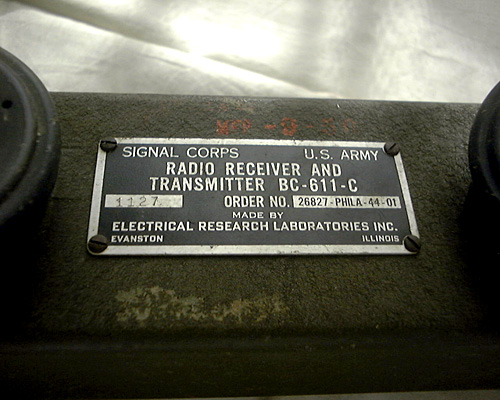 SIGNAL CORPS U.S. ARMY
RADIO RECEIVER AND
TRANSMITTER BC-611-C
1127 ORDER NO. 26827-PHILA-44-01
MADE BY
ELECTRICAL RESEARCH LABORATORIES INC.
EVANSTON ILLINOIS